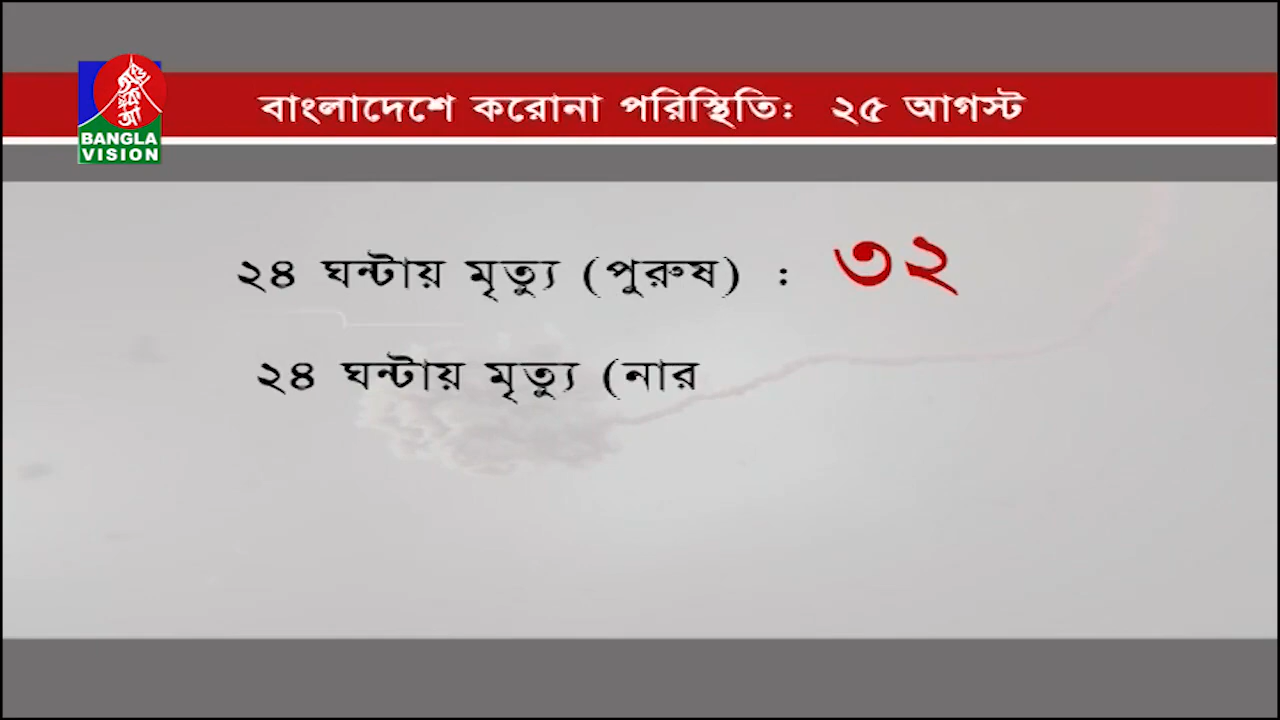 বাংলাদেশে করোনা পরিস্থিতি: ২৫ আগস্ট
BANGLA
VISION
২৪ ঘন্টায় মৃত্যু (পুরুষ) : ৩২
২৪ ঘন্টায় মৃত্যু (নার